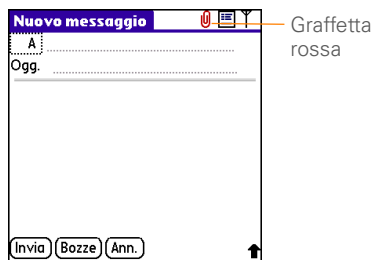 Nuovo messaggio
A
Ogg.
Invia Bozze Ann.
Graffetta
rossa